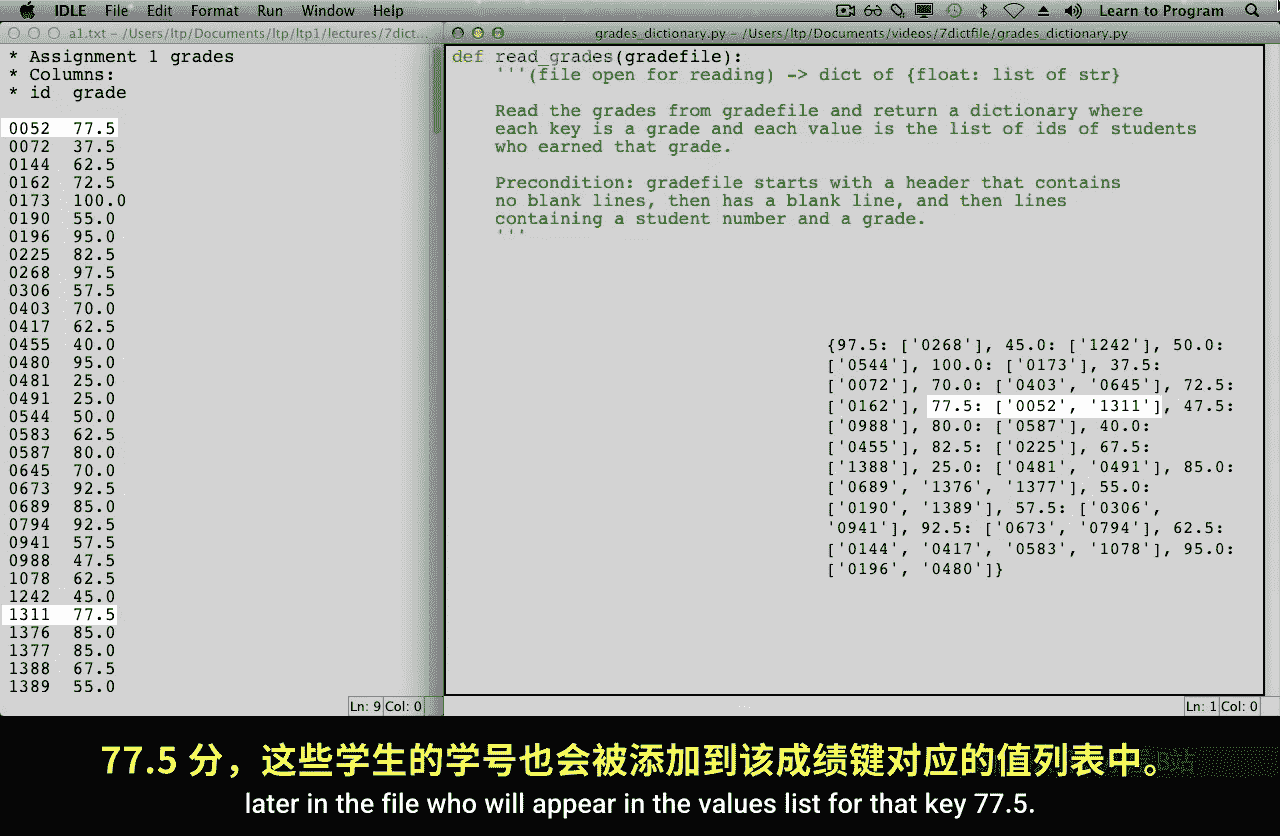 IDLE File Edit Format Run Window Help Learn to Program
a1.txt – /Users/ltp/Documents/ltp/ltp1/lectures/7dict...
* Assignment 1 grades
* Columns:
* id grade
0052 77.5
0072 37.5
0144 62.5
0162 72.5
0173 100.0
0190 55.0
0196 95.0
0225 82.5
0268 97.5
0306 57.5
0403 70.0
0417 62.5
0455 40.0
0480 95.0
0481 25.0
0491 25.0
0544 50.0
0583 62.5
0587 80.0
0645 70.0
0673 92.5
0689 85.0
0794 92.5
0941 57.5
0988 47.5
1078 62.5
1242 45.0
1311 77.5
1376 85.0
1377 85.0
1388 67.5
1389 55.0
Ln: 9 Col: 0
grades_dictionary.py – /Users/ltp/Documents/videos/7dictfile/grades_dictionary.py
def read_grades(gradefile):
'''(file open for reading) -> dict of {float: list of str}
Read the grades from gradefile and return a dictionary where
each key is a grade and each value is the list of ids of students
who earned that grade.
Precondition: gradefile starts with a header that contains
no blank lines, then has a blank line, and then lines
containing a student number and a grade.
'''
{97.5: ['0268'], 45.0: ['1242'], 50.0:
['0544'], 100.0: ['0173'], 37.5:
['0072'], 70.0: ['0403', '0645'], 72.5:
['0162'], 77.5: ['0052', '1311'], 47.5:
['0988'], 80.0: ['0587'], 40.0:
['0455'], 82.5: ['0225'], 67.5:
['1388'], 25.0: ['0481', '0491'], 85.0:
['0689', '1376', '1377'], 55.0:
['0190', '1389'], 57.5: ['0306',
'0941'], 92.5: ['0673', '0794'], 62.5:
['0144', '0417', '0583', '1078'], 95.0:
['0196', '0480']}
Ln: 1 Col: 0
77.5 分，这些学生的学号也会被添加到该成绩键对应的值列表中。
later in the file who will appear in the values list for that key 77.5.